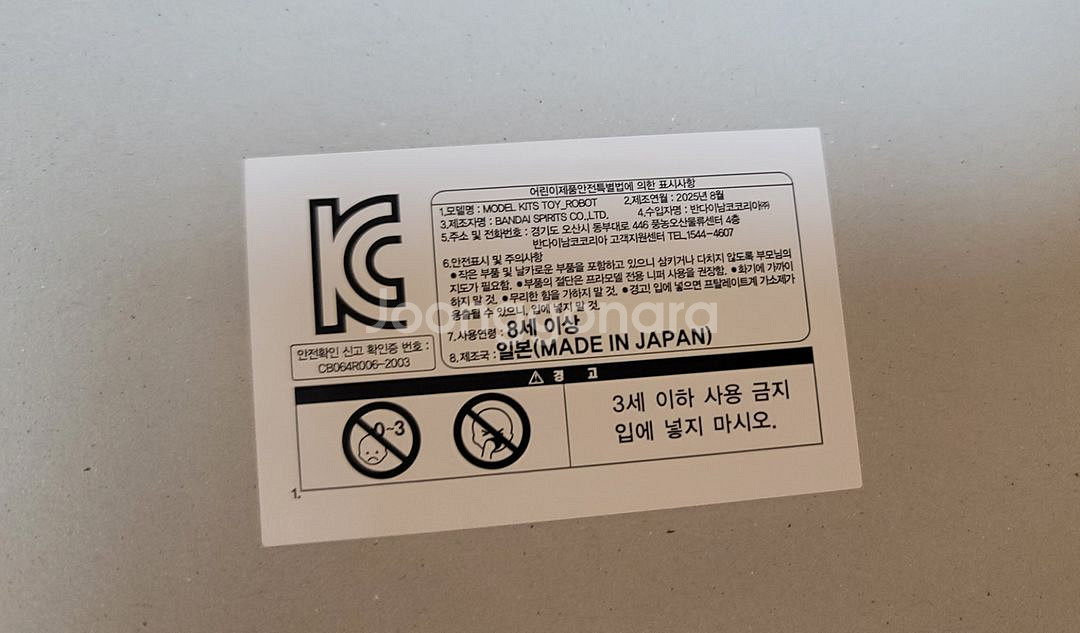 어린이제품안전특별법에 의한 표시사항
1.모델명 : MODEL KITS TOY_ROBOT 2.제조연월 : 2025년 8월
3.제조자명 : BANDAI SPIRITS CO.,LTD. 4.수입자명 : 반다이남코코리아㈜
5.주소 및 전화번호 : 경기도 오산시 동부대로 446 풍농오산물류센터 4층
반다이남코코리아 고객지원센터 TEL.1544-4607
6.안전표시 및 주의사항
●작은 부품 및 날카로운 부품을 포함하고 있으니 삼키거나 다치지 않도록 부모님의
지도가 필요함. ●부품의 절단은 프라모델 전용 니퍼 사용을 권장함. ●화기에 가까이
하지 말 것. ●무리한 힘을 가하지 말 것. ●경고! 입에 넣으면 프탈레이트계 가소제가
용출될 수 있으니, 입에 넣지 말 것.
7.사용연령 : 8세 이상
8.제조국 : 일본(MADE IN JAPAN)
KC
안전확인 신고 확인증 번호 :
CB064R006-2003
⚠ 경 고
0~3
3세 이하 사용 금지
입에 넣지 마시오.
1.
Joonggonara